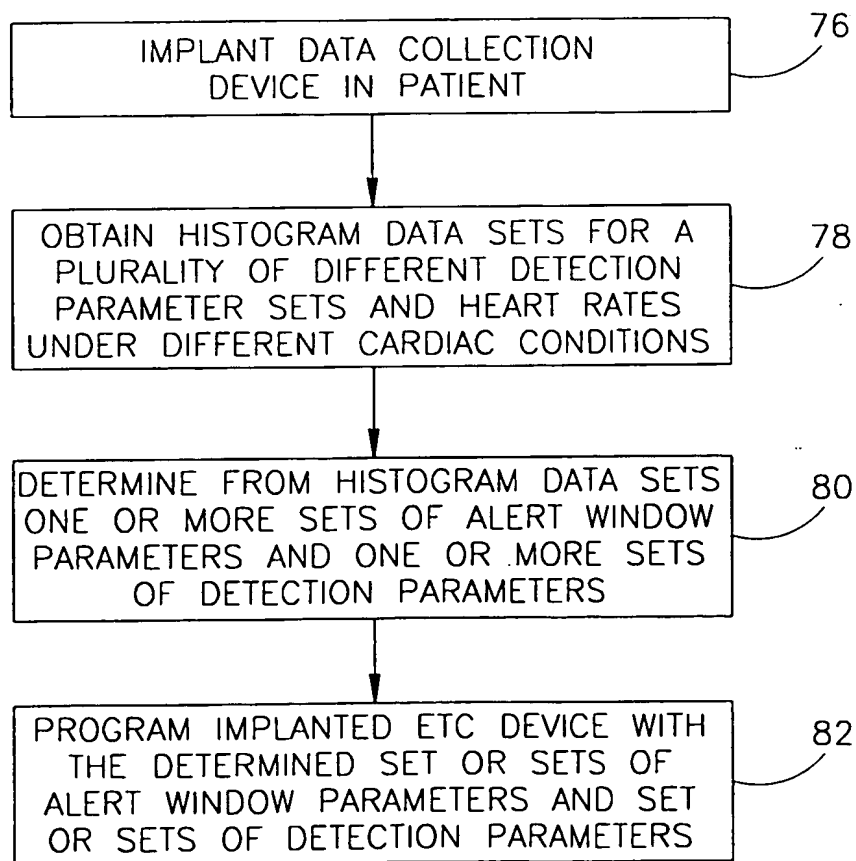 IMPLANT DATA COLLECTION
DEVICE IN PATIENT
76
OBTAIN HISTOGRAM DATA SETS FOR A
PLURALITY OF DIFFERENT DETECTION
PARAMETER SETS AND HEART RATES
UNDER DIFFERENT CARDIAC CONDITIONS
78
DETERMINE FROM HISTOGRAM DATA SETS
ONE OR MORE SETS OF ALERT WINDOW
PARAMETERS AND ONE OR MORE SETS
OF DETECTION PARAMETERS
80
PROGRAM IMPLANTED ETC DEVICE WITH
THE DETERMINED SET OR SETS OF
ALERT WINDOW PARAMETERS AND SET
OR SETS OF DETECTION PARAMETERS
82